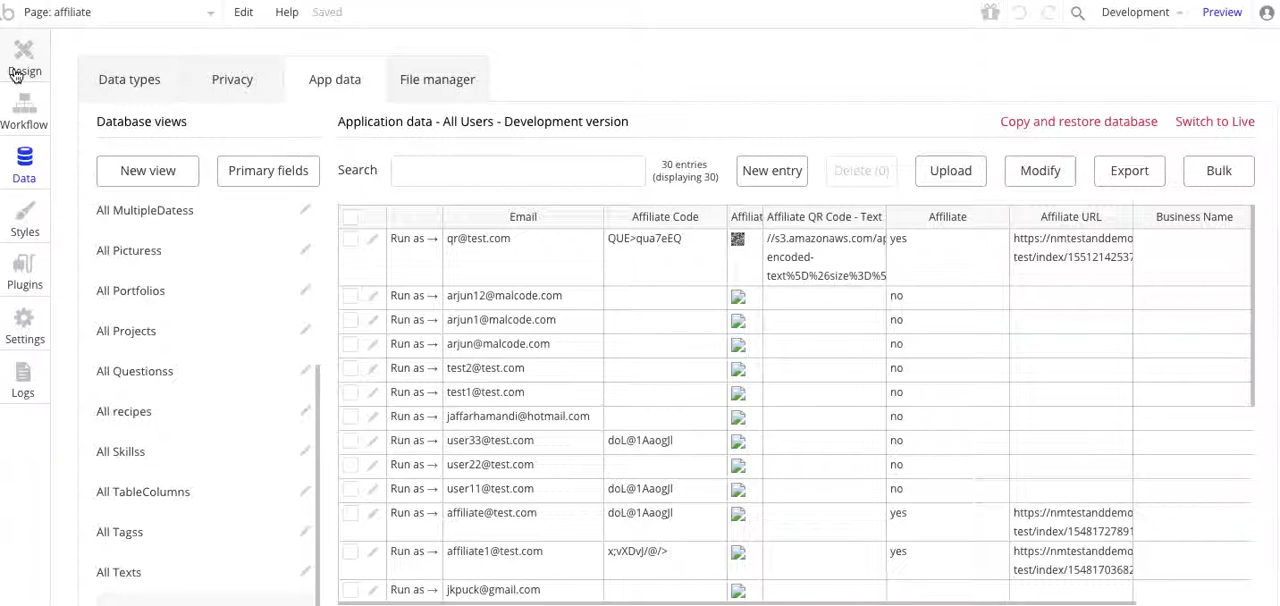 Page: affiliate Edit Help Saved Development Preview
Design
Workflow
Data
Styles
Plugins
Settings
Logs
Data types Privacy App data File manager
Database views
New view Primary fields
All MultipleDatess
All Picturess
All Portfolios
All Projects
All Questionss
All recipes
All Skillss
All TableColumns
All Tagss
All Texts
Application data - All Users - Development version Copy and restore database Switch to Live
Search 30 entries
(displaying 30) New entry Delete (0) Upload Modify Export Bulk
Email Affiliate Code Affiliat Affiliate QR Code - Text Affiliate Affiliate URL Business Name
Run as → qr@test.com QUE>qua7eEQ //s3.amazonaws.com/ap yes https://nmtestanddemo
encoded- test/index/15512142537
text%5D%26size%3D%5
Run as → arjun12@malcode.com no
Run as → arjun1@malcode.com no
Run as → arjun@malcode.com no
Run as → test2@test.com no
Run as → test1@test.com no
Run as → jaffarhamandi@hotmail.com no
Run as → user33@test.com doL@1AaogJl no
Run as → user22@test.com no
Run as → user11@test.com doL@1AaogJl no
Run as → affiliate@test.com doL@1AaogJl yes https://nmtestanddemo
test/index/15481727891
Run as → affiliate1@test.com x;vXDvJ/@/> yes https://nmtestanddemo
test/index/15481703682
Run as → jkpuck@gmail.com no